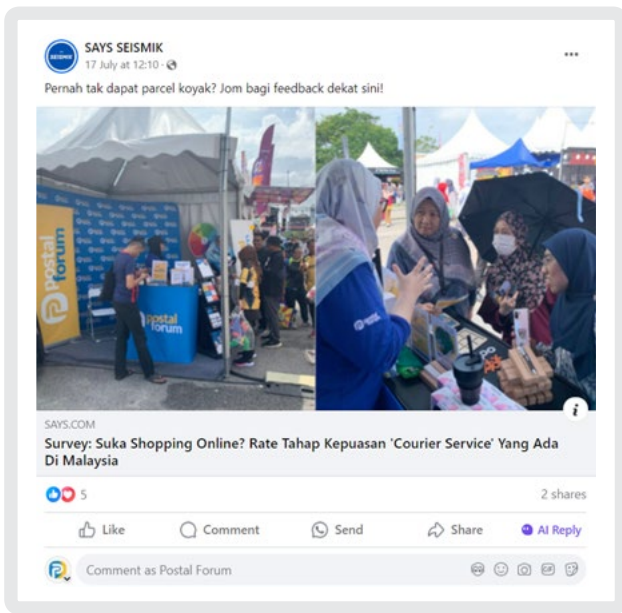 SAYS SEISMIK
17 July at 12:10
Pernah tak dapat parcel koyak? Jom bagi feedback dekat sini!
Postal
forum
postal
forum
SAYS.COM
Survey: Suka Shopping Online? Rate Tahap Kepuasan 'Courier Service' Yang Ada
Di Malaysia
5
2 shares
Like
Comment
Send
Share
AI Reply
Comment as Postal Forum
GIF